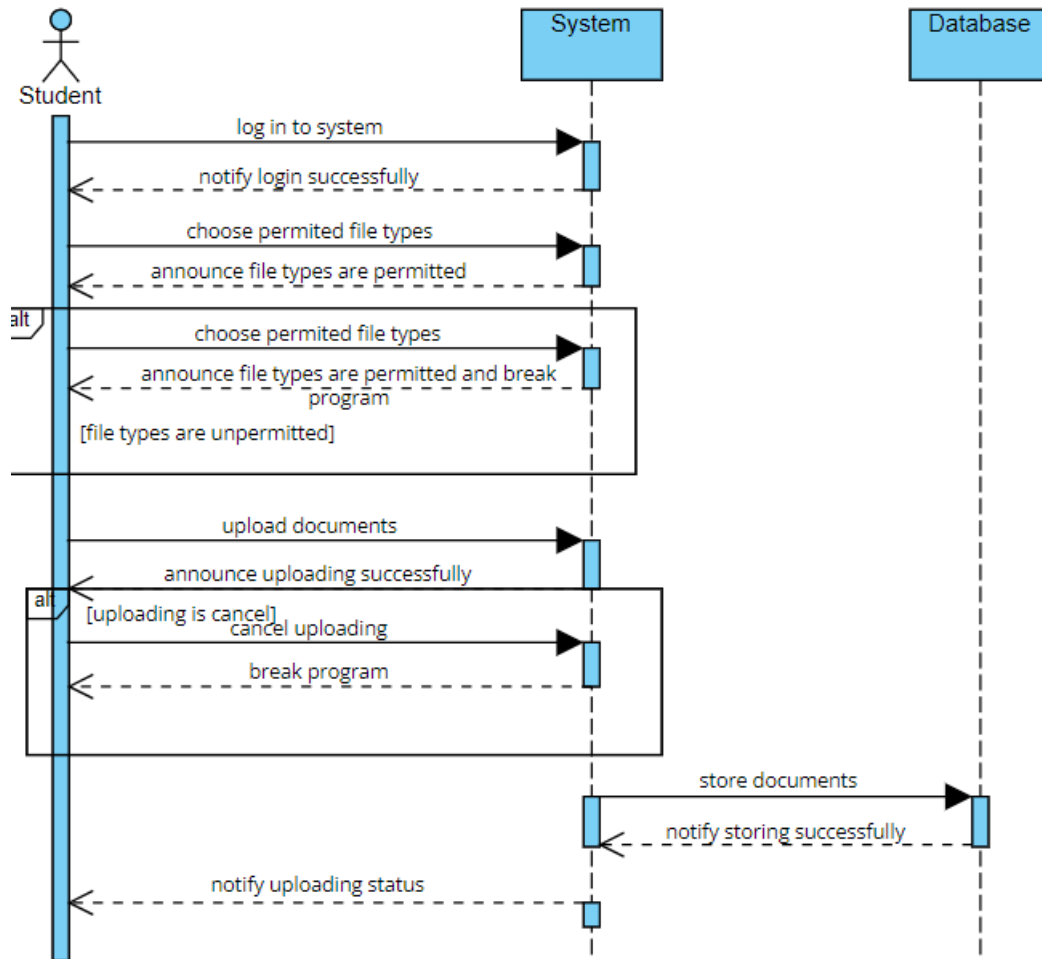 System
Database
Student
log in to system
notify login successfully
choose permited file types
announce file types are permitted
alt
choose permited file types
announce file types are permitted and break
program
[file types are unpermitted]
upload documents
announce uploading successfully
alt
[uploading is cancel]
cancel uploading
break program
store documents
notify storing successfully
notify uploading status